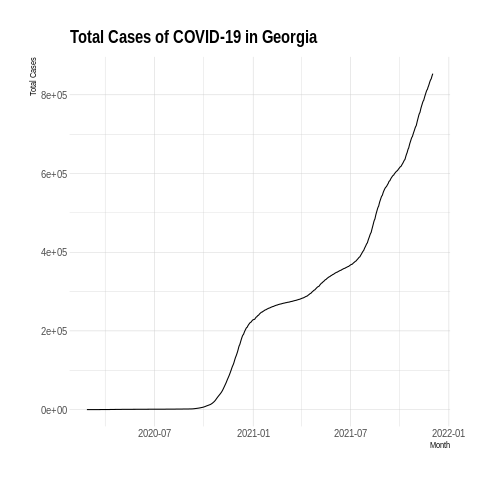 Total Cases of COVID-19 in Georgia
Total Cases
8e+05
6e+05
4e+05
2e+05
0e+00
2020-07 2021-01 2021-07 2022-01
Month